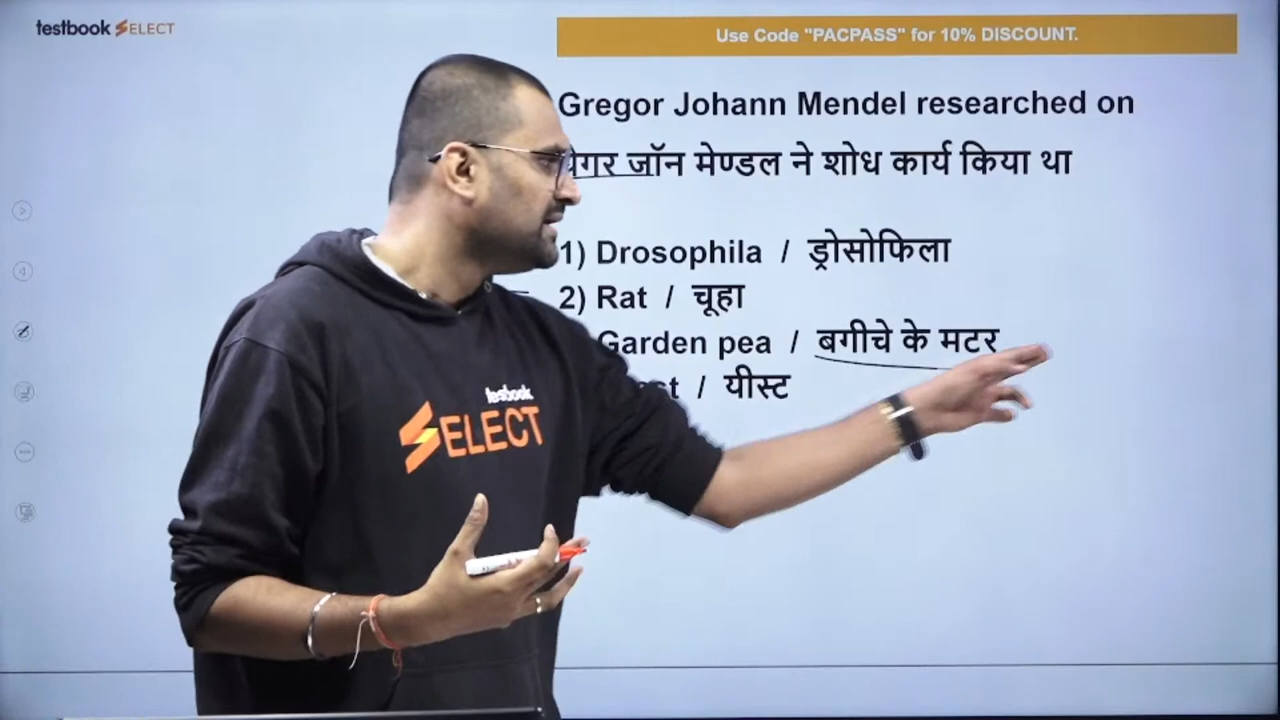 testbook SELECT
Use Code "PACPASS" for 10% DISCOUNT.
Gregor Johann Mendel researched on
जॉन मेण्डल ने शोध कार्य किया था
1) Drosophila / ड्रोसोफिला
2) Rat / चूहा
Garden pea / बगीचे के मटर
/ यीस्ट
testbook
SELECT